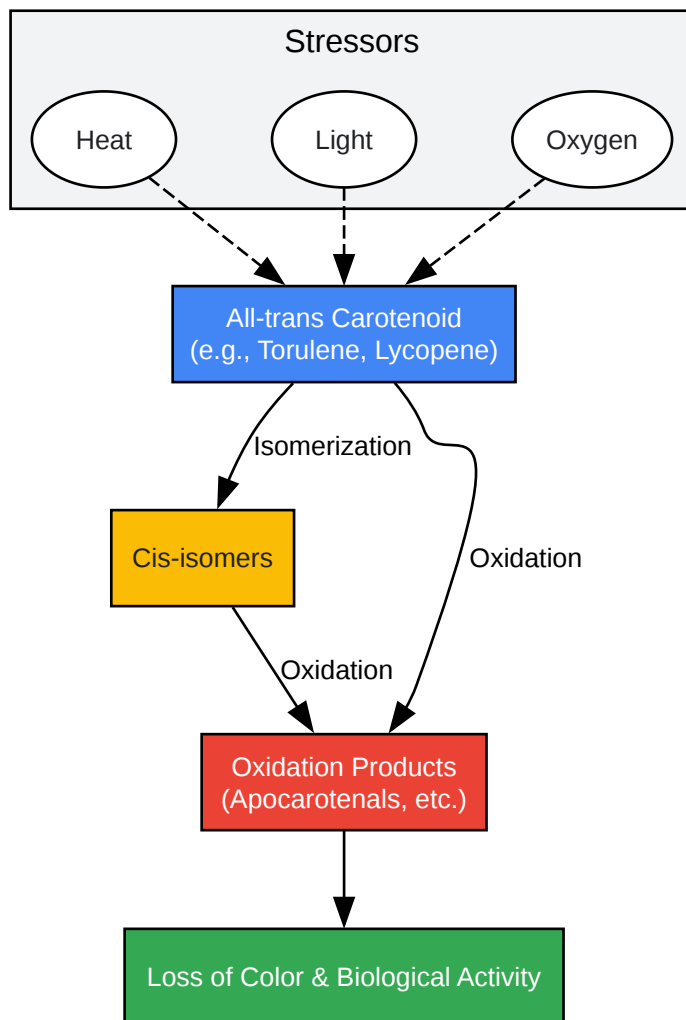 Stressors
Heat
Light
Oxygen
All-trans Carotenoid
(e.g., Torulene, Lycopene)
Isomerization
Cis-isomers
Oxidation
Oxidation
Oxidation Products
(Apocarotenals, etc.)
Loss of Color & Biological Activity